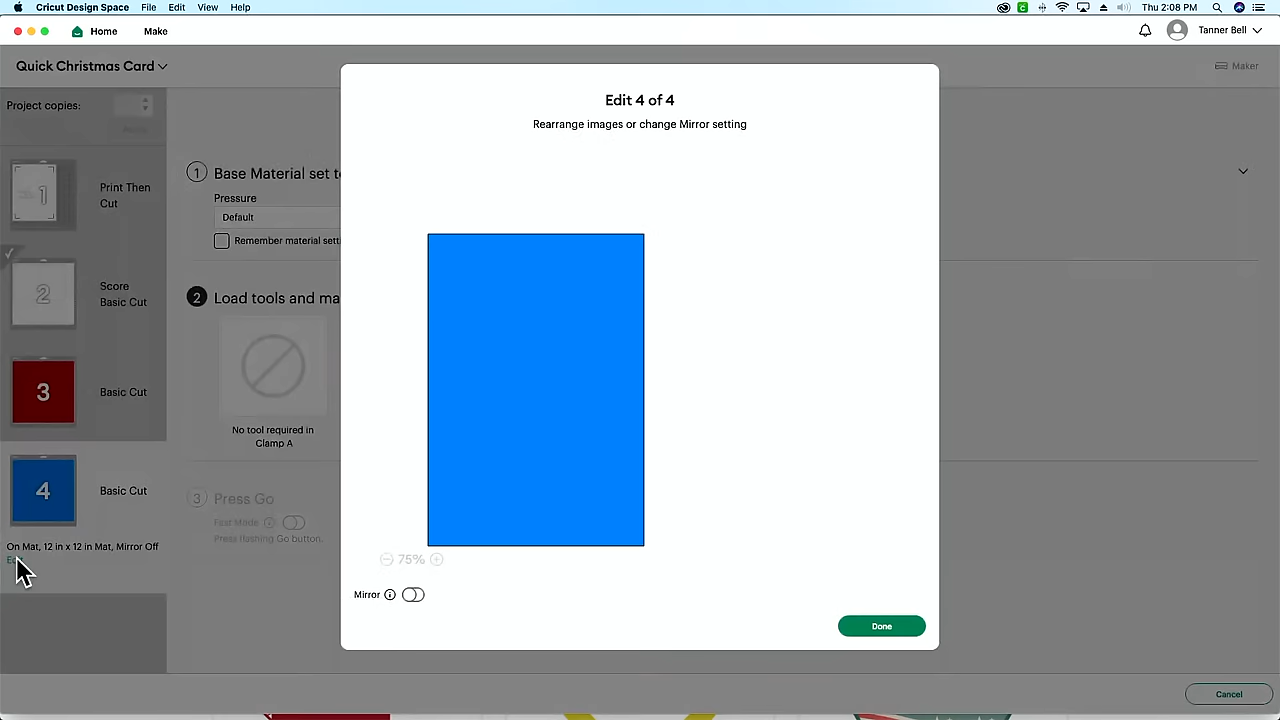 Cricut Design Space File Edit View Help Thu 2:08 PM
Home Make Tanner Bell
Quick Christmas Card Maker
Project copies:
1 Print Then
Cut
2 Score
Basic Cut
3 Basic Cut
4 Basic Cut
On Mat, 12 in x 12 in Mat, Mirror Off
1 Base Material set t
Pressure
Default
Remember material sett
2 Load tools and ma
No tool required in
Clamp A
3 Press Go
Fast Mode
Press flashing Go button.
Edit 4 of 4
Rearrange images or change Mirror setting
75%
Mirror
Done
Cancel